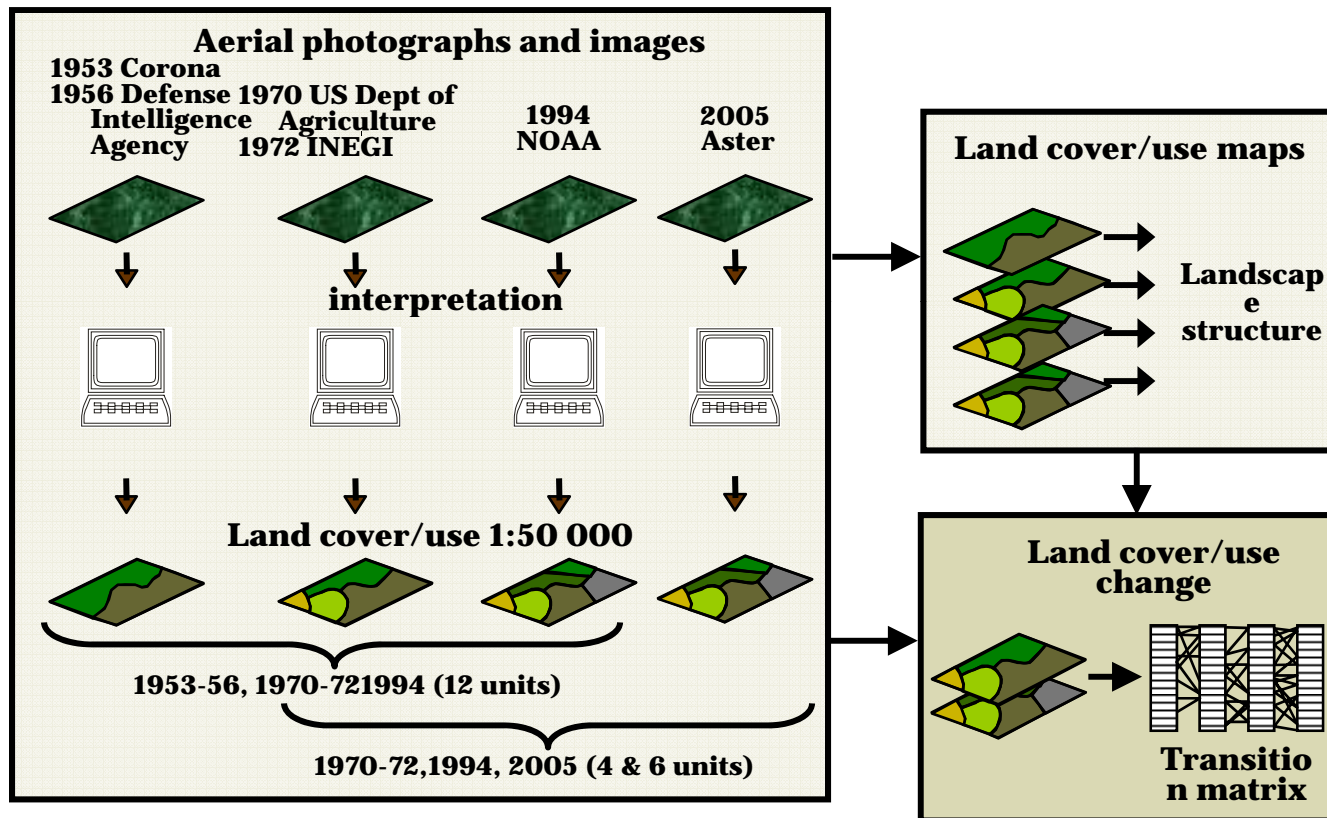 Aerial photographs and images
1953 Corona
1956 Defense
Intelligence
Agency
1970 US Dept of
Agriculture
1972 INEGI
1994
NOAA
2005
Aster
interpretation
Land cover/use 1:50 000
1953-56, 1970-721994 (12 units)
1970-72,1994, 2005 (4 & 6 units)
Land cover/use maps
Landscap
e
structure
Land cover/use
change
Transitio
n matrix